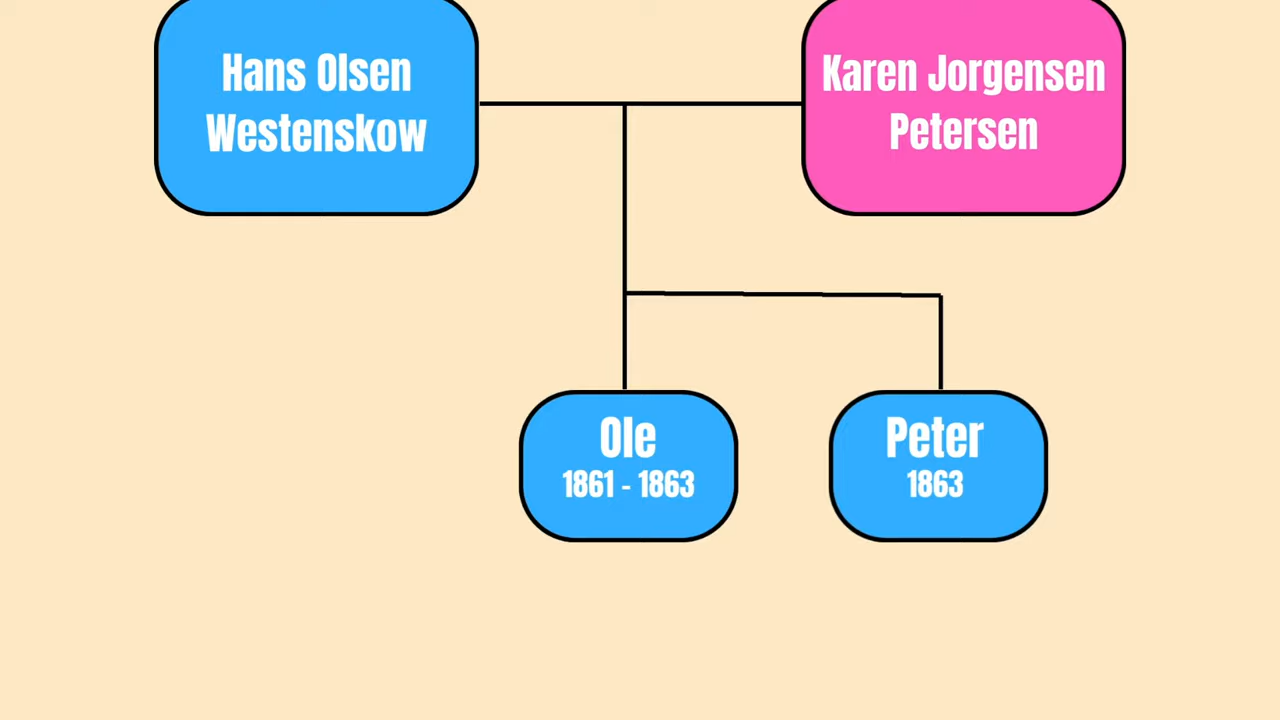 Hans Olsen
Westenskow
Karen Jorgensen
Petersen
Ole
1861 - 1863
Peter
1863